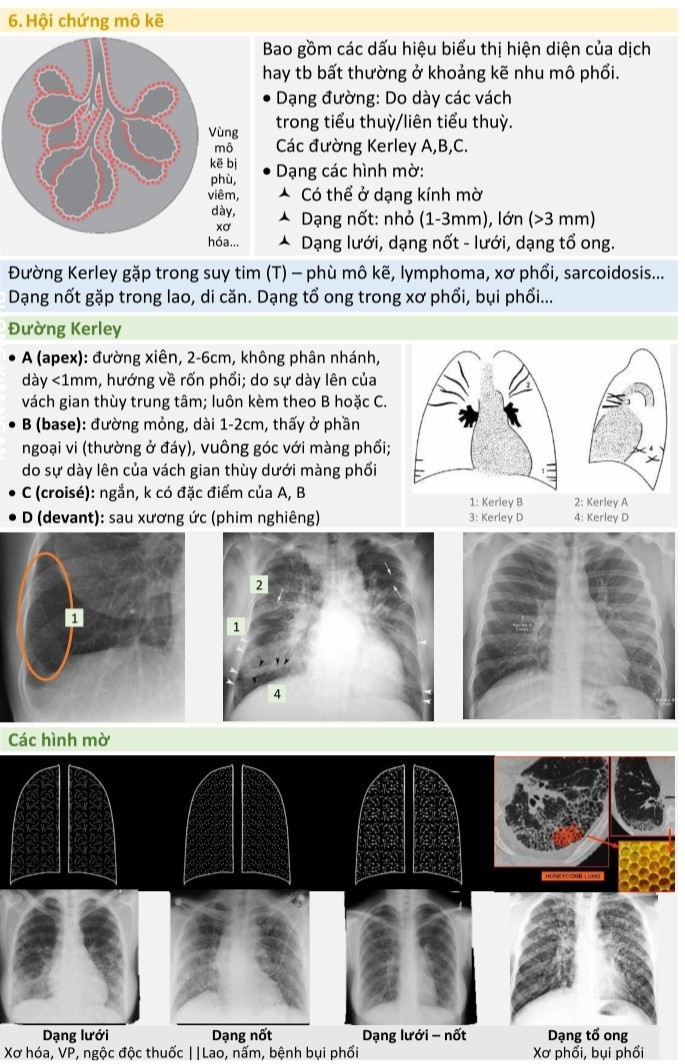 6. Hội chứng mô kẽ
Vùng
mô
kẽ bị
phù,
viêm,
dày,
xơ
hóa...
Bao gồm các dấu hiệu biểu thị hiện diện của dịch
hay tb bất thường ở khoảng kẽ nhu mô phổi.
• Dạng đường: Do dày các vách
trong tiểu thuỳ/liên tiểu thuỳ.
Các đường Kerley A,B,C.
• Dạng các hình mờ:
Có thể ở dạng kính mờ
Dạng nốt: nhỏ (1-3mm), lớn (>3 mm)
Dạng lưới, dạng nốt - lưới, dạng tổ ong.
Đường Kerley gặp trong suy tim (T) – phù mô kẽ, lymphoma, xơ phổi, sarcoidosis...
Dạng nốt gặp trong lao, di căn. Dạng tổ ong trong xơ phổi, bụi phổi...
Đường Kerley
• A (apex): đường xiên, 2-6cm, không phân nhánh,
dày <1mm, hướng về rốn phổi; do sự dày lên của
vách gian thùy trung tâm; luôn kèm theo B hoặc C.
• B (base): đường mỏng, dài 1-2cm, thấy ở phần
ngoại vi (thường ở đáy), vuông góc với màng phổi;
do sự dày lên của vách gian thùy dưới màng phổi
• C (croisé): ngắn, k có đặc điểm của A, B
• D (devant): sau xương ức (phim nghiêng)
2
1
3
4
1: Kerley B 2: Kerley A
3: Kerley D 4: Kerley D
1
2
1
4
Kerley A
Lines
Các hình mờ
HONEYCOMB LUNG
Dạng lưới Dạng nốt Dạng lưới – nốt Dạng tổ ong
Xơ hóa, VP, ngộc độc thuốc ||Lao, nấm, bệnh bụi phổi Xơ phổi, bụi phổi